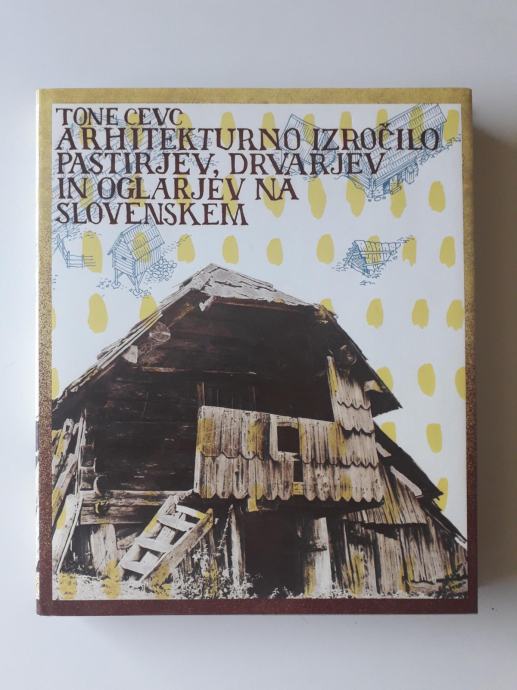 TONE CEVC
ARHITEKTURNO IZROČILO
PASTIRJEV, DRVARJEV
IN OGLARJEV NA
SLOVENSKEM